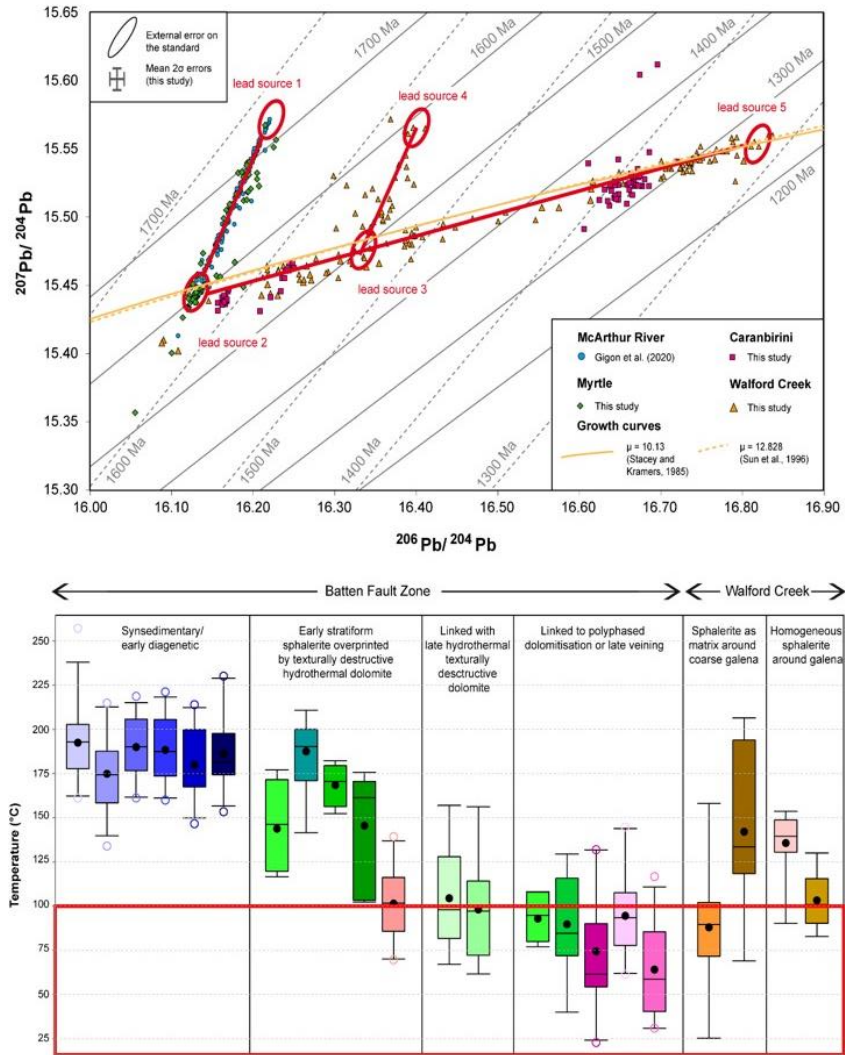 15.65
15.60
15.55
15.50
15.45
15.40
15.35
15.30
207Pb/ 204Pb
External error on
the standard
Mean 2σ errors
(this study)
1700 Ma
1600 Ma
1500 Ma
1400 Ma
1300 Ma
1200 Ma
1700 Ma
1600 Ma
1500 Ma
1400 Ma
1300 Ma
lead source 1
lead source 4
lead source 5
lead source 3
lead source 2
McArthur River
Gigon et al. (2020)
Caranbirini
This study
Myrtle
This study
Walford Creek
This study
Growth curves
μ = 10.13
(Stacey and
Kramers, 1985)
μ = 12.828
(Sun et al., 1996)
16.00 16.10 16.20 16.30 16.40 16.50 16.60 16.70 16.80 16.90
206Pb/ 204Pb
Batten Fault Zone
Walford Creek
Synsedimentary/
early diagenetic
Early stratiform
sphalerite overprinted
by texturally destructive
hydrothermal dolomite
Linked with
late hydrothermal
texturally
desctructive
dolomite
Linked to polyphased
dolomitisation or late veining
Sphalerite as
matrix around
coarse galena
Homogeneous
sphalerite
around galena
Temperature (°C)
250
225
200
175
150
125
100
75
50
25